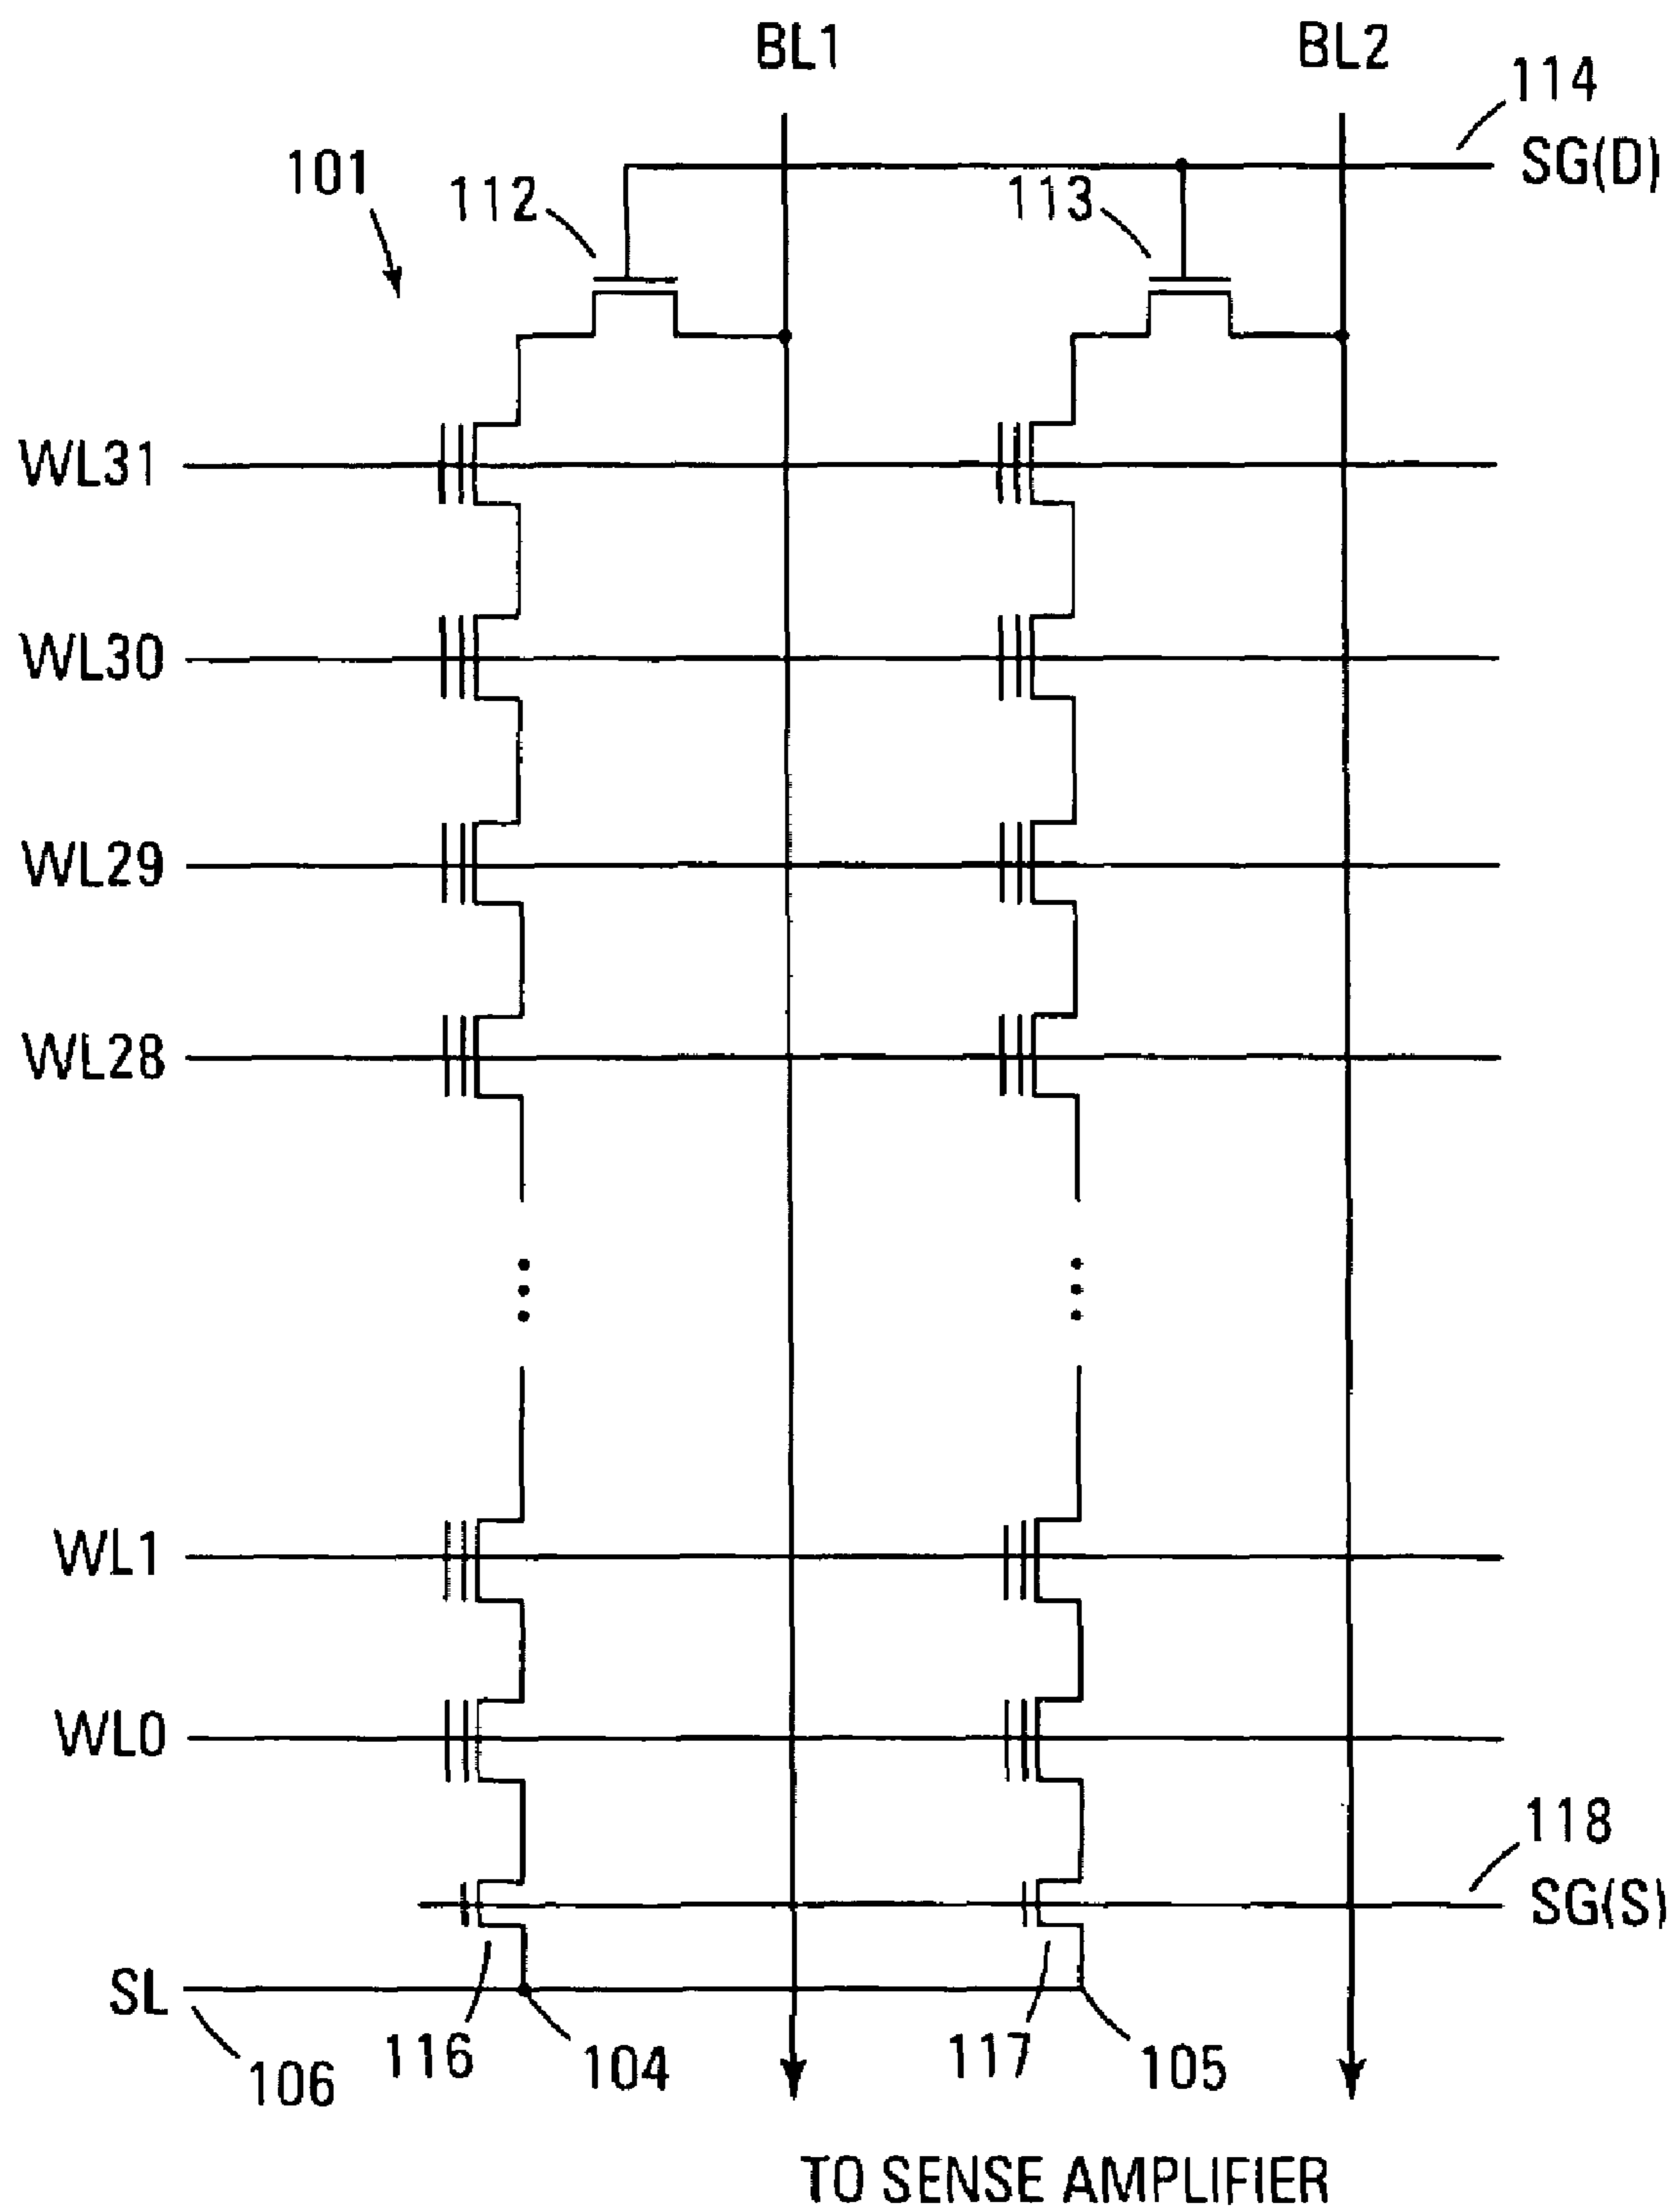 BL1
BL2
114
SG(D)
101
112
113
WL31
WL30
WL29
WL28
WL1
WL0
118
SG(S)
SL
106
116
104
117
105
TO SENSE AMPLIFIER